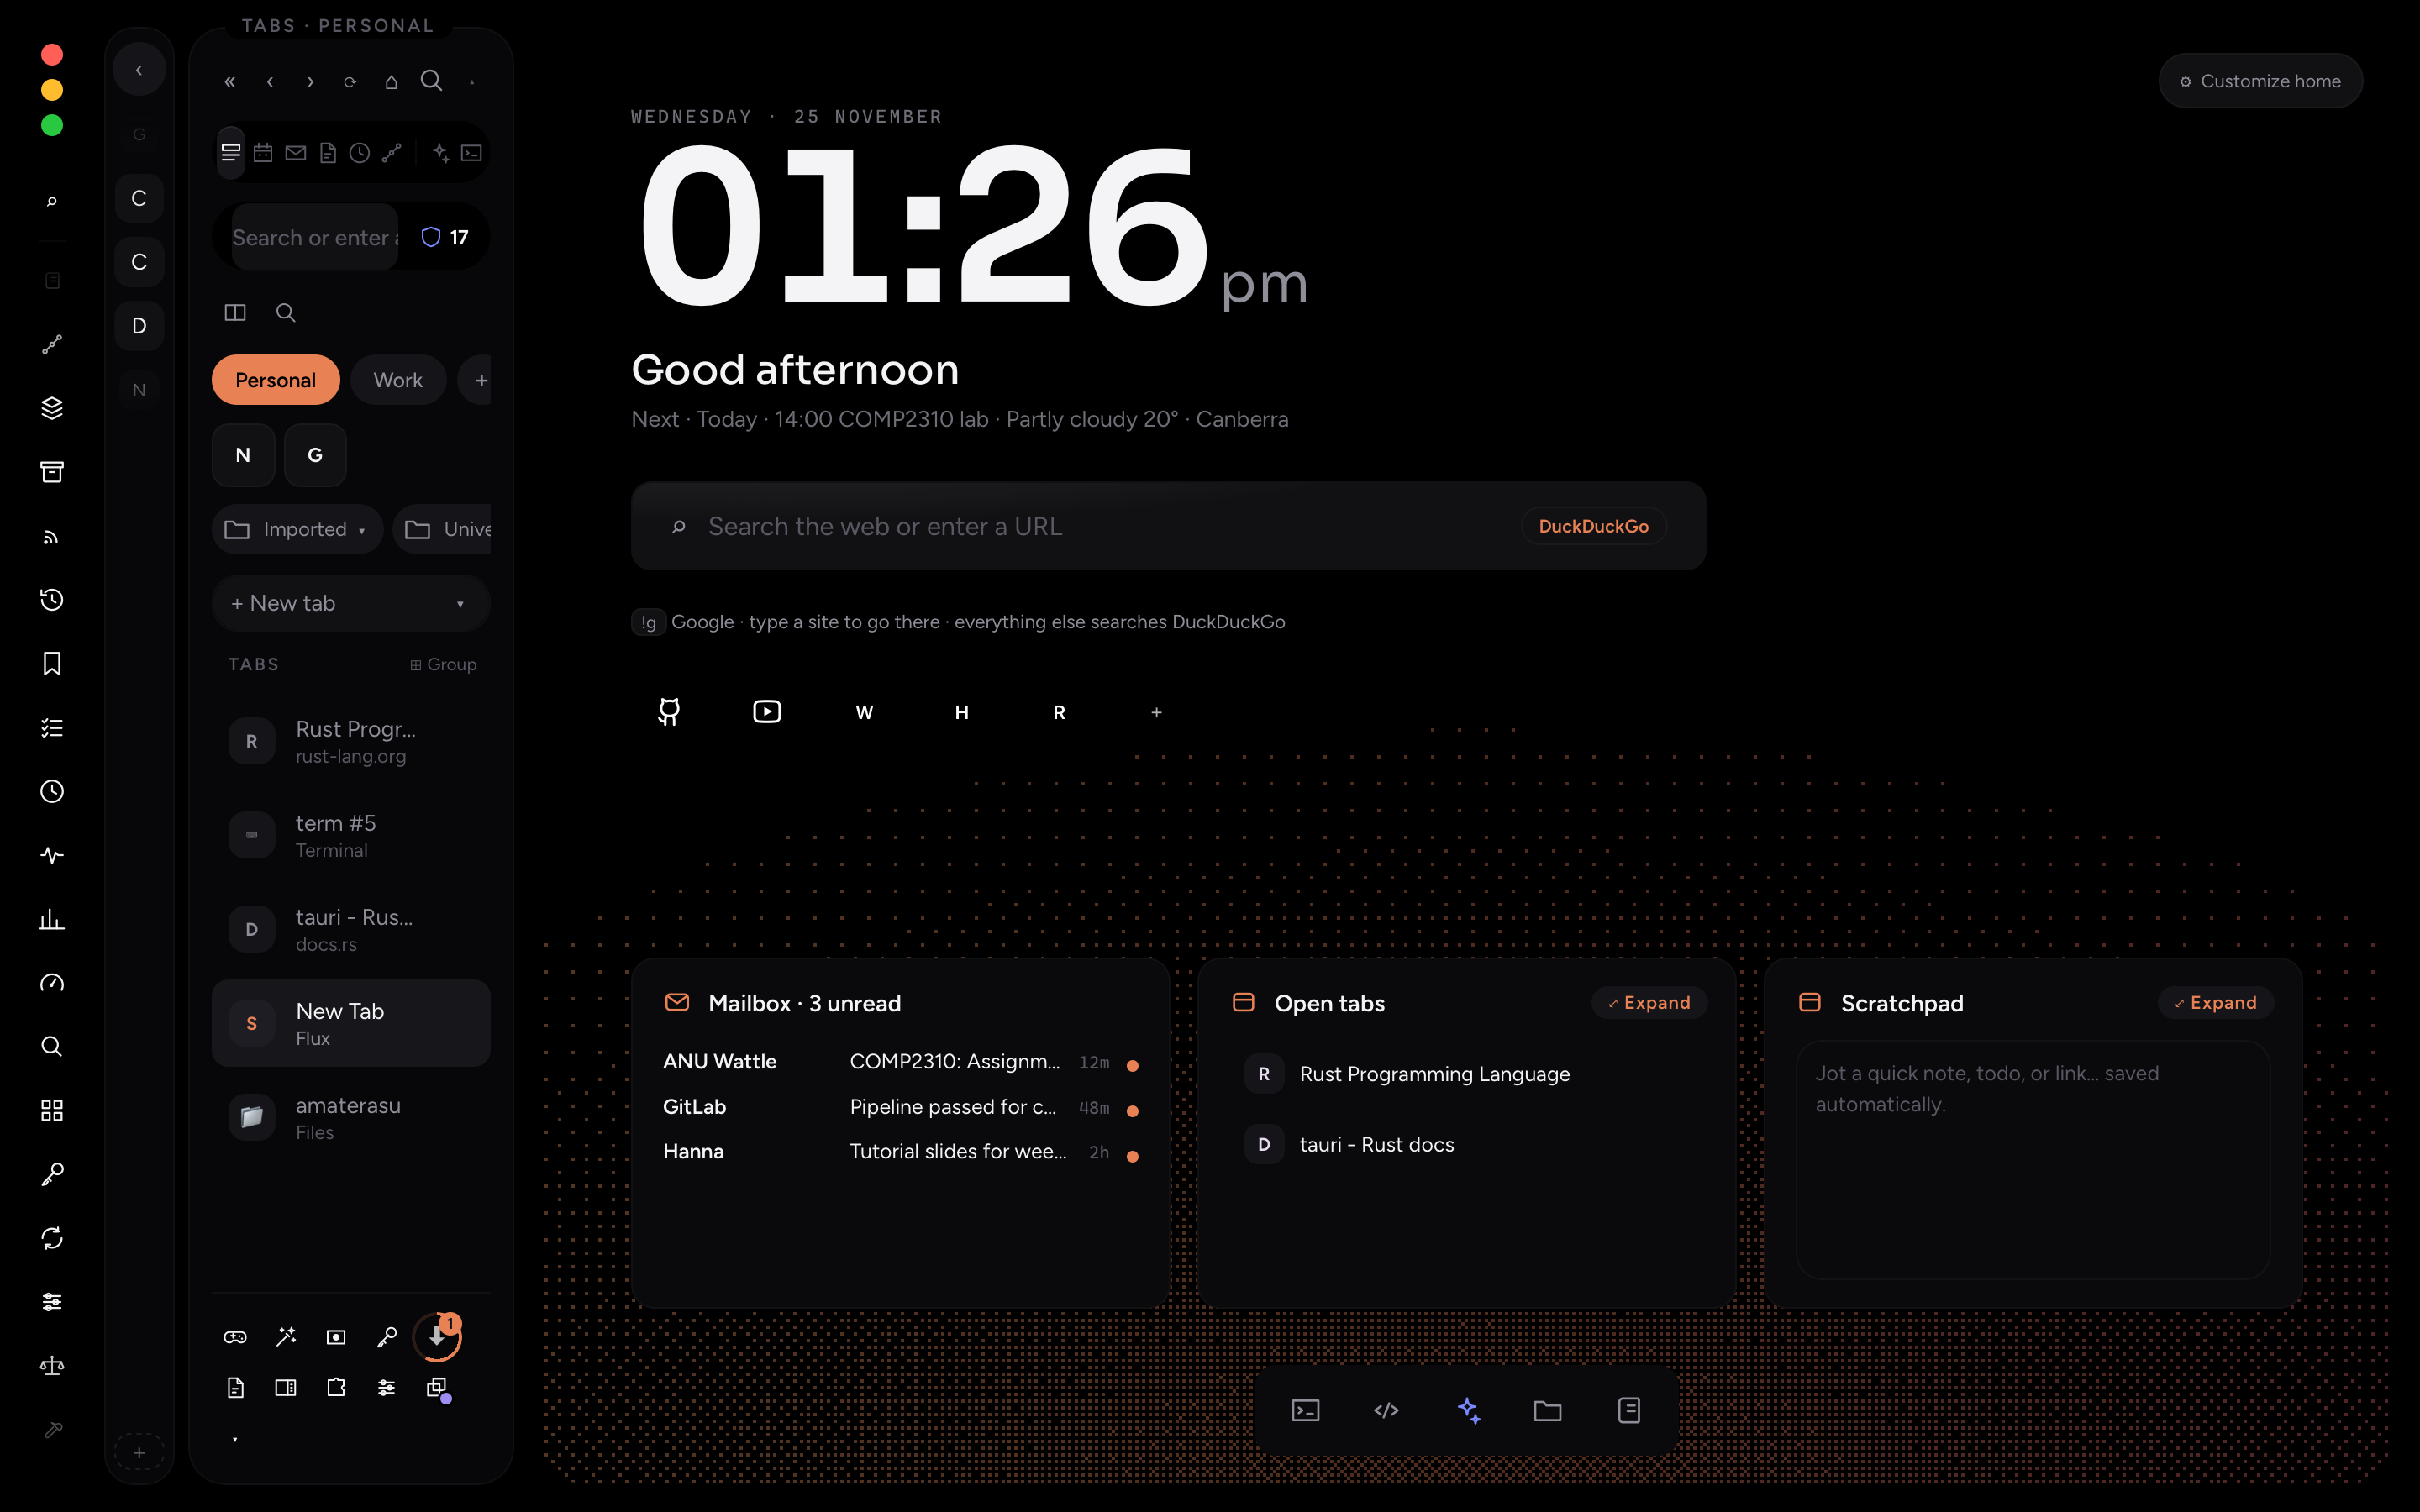 TABS · PERSONAL
G
C
C
D
N
+
Search or enter a
17
Personal
Work
+
N
G
Imported
Unive
+ New tab
TABS
Group
R
Rust Progr...
rust-lang.org
term #5
Terminal
D
tauri - Rus...
docs.rs
S
New Tab
Flux
amaterasu
Files
1
Customize home
WEDNESDAY · 25 NOVEMBER
01:26 pm
Good afternoon
Next · Today · 14:00 COMP2310 lab · Partly cloudy 20° · Canberra
Search the web or enter a URL
DuckDuckGo
!g Google · type a site to go there · everything else searches DuckDuckGo
W
H
R
+
Mailbox · 3 unread
ANU Wattle
COMP2310: Assignm...
12m
GitLab
Pipeline passed for c...
48m
Hanna
Tutorial slides for wee...
2h
Open tabs
Expand
R
Rust Programming Language
D
tauri - Rust docs
Scratchpad
Expand
Jot a quick note, todo, or link... saved
automatically.